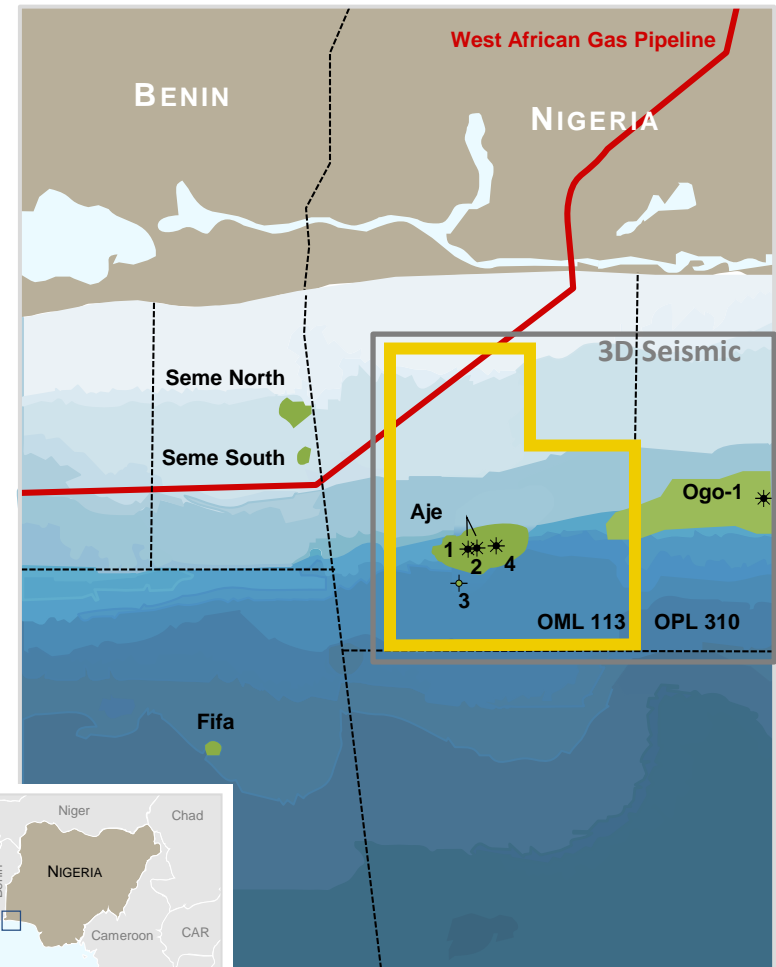 West African Gas Pipeline
BENIN
NIGERIA
3D Seismic
Seme North
Seme South
Ogo-1
Aje
1
2
4
3
OML 113
OPL 310
Fifa
Niger
Chad
NIGERIA
Benin
Cameroon
CAR